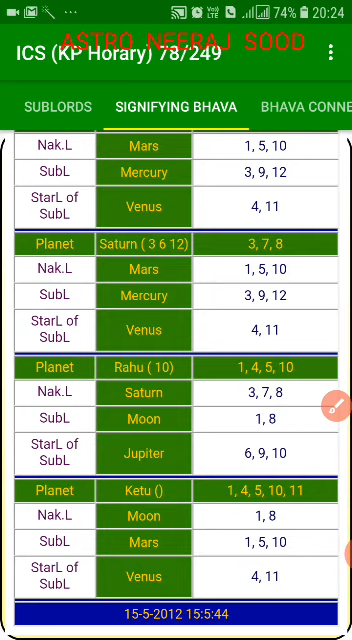 74% 20:24
ASTRO NEERAJ SOOD
ICS (KP Horary) 78/249
SUBLORDS SIGNIFYING BHAVA BHAVA CONNE
Nak.L Mars 1, 5, 10
SubL Mercury 3, 9, 12
StarL of SubL Venus 4, 11
Planet Saturn ( 3 6 12) 3, 7, 8
Nak.L Mars 1, 5, 10
SubL Mercury 3, 9, 12
StarL of SubL Venus 4, 11
Planet Rahu ( 10) 1, 4, 5, 10
Nak.L Saturn 3, 7, 8
SubL Moon 1, 8
StarL of SubL Jupiter 6, 9, 10
Planet Ketu () 1, 4, 5, 10, 11
Nak.L Moon 1, 8
SubL Mars 1, 5, 10
StarL of SubL Venus 4, 11
15-5-2012 15:5:44